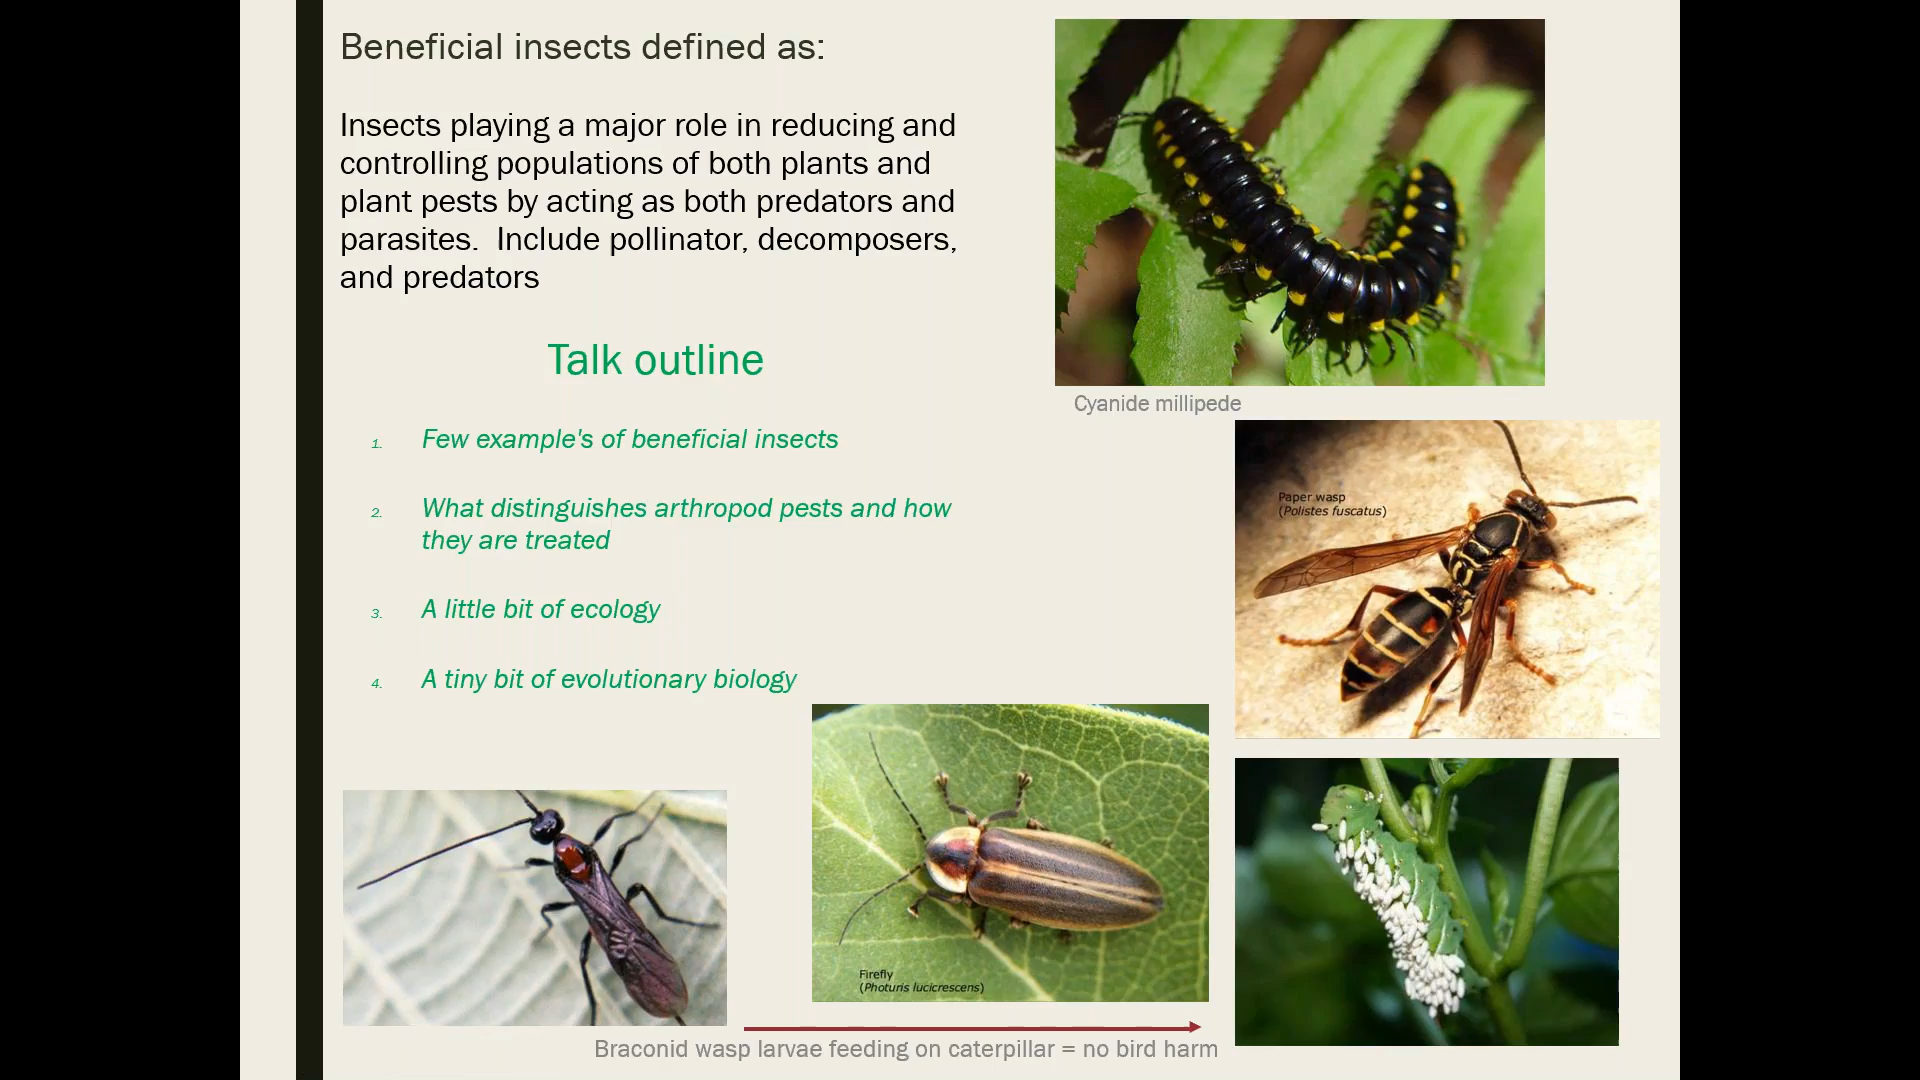 Beneficial insects defined as:
Insects playing a major role in reducing and
controlling populations of both plants and
plant pests by acting as both predators and
parasites.  Include pollinator, decomposers,
and predators
Talk outline
1. Few example's of beneficial insects
2. What distinguishes arthropod pests and how
they are treated
3. A little bit of ecology
4. A tiny bit of evolutionary biology
Cyanide millipede
Paper wasp
(Polistes fuscatus)
Firefly
(Photuris lucicrescens)
Braconid wasp larvae feeding on caterpillar = no bird harm